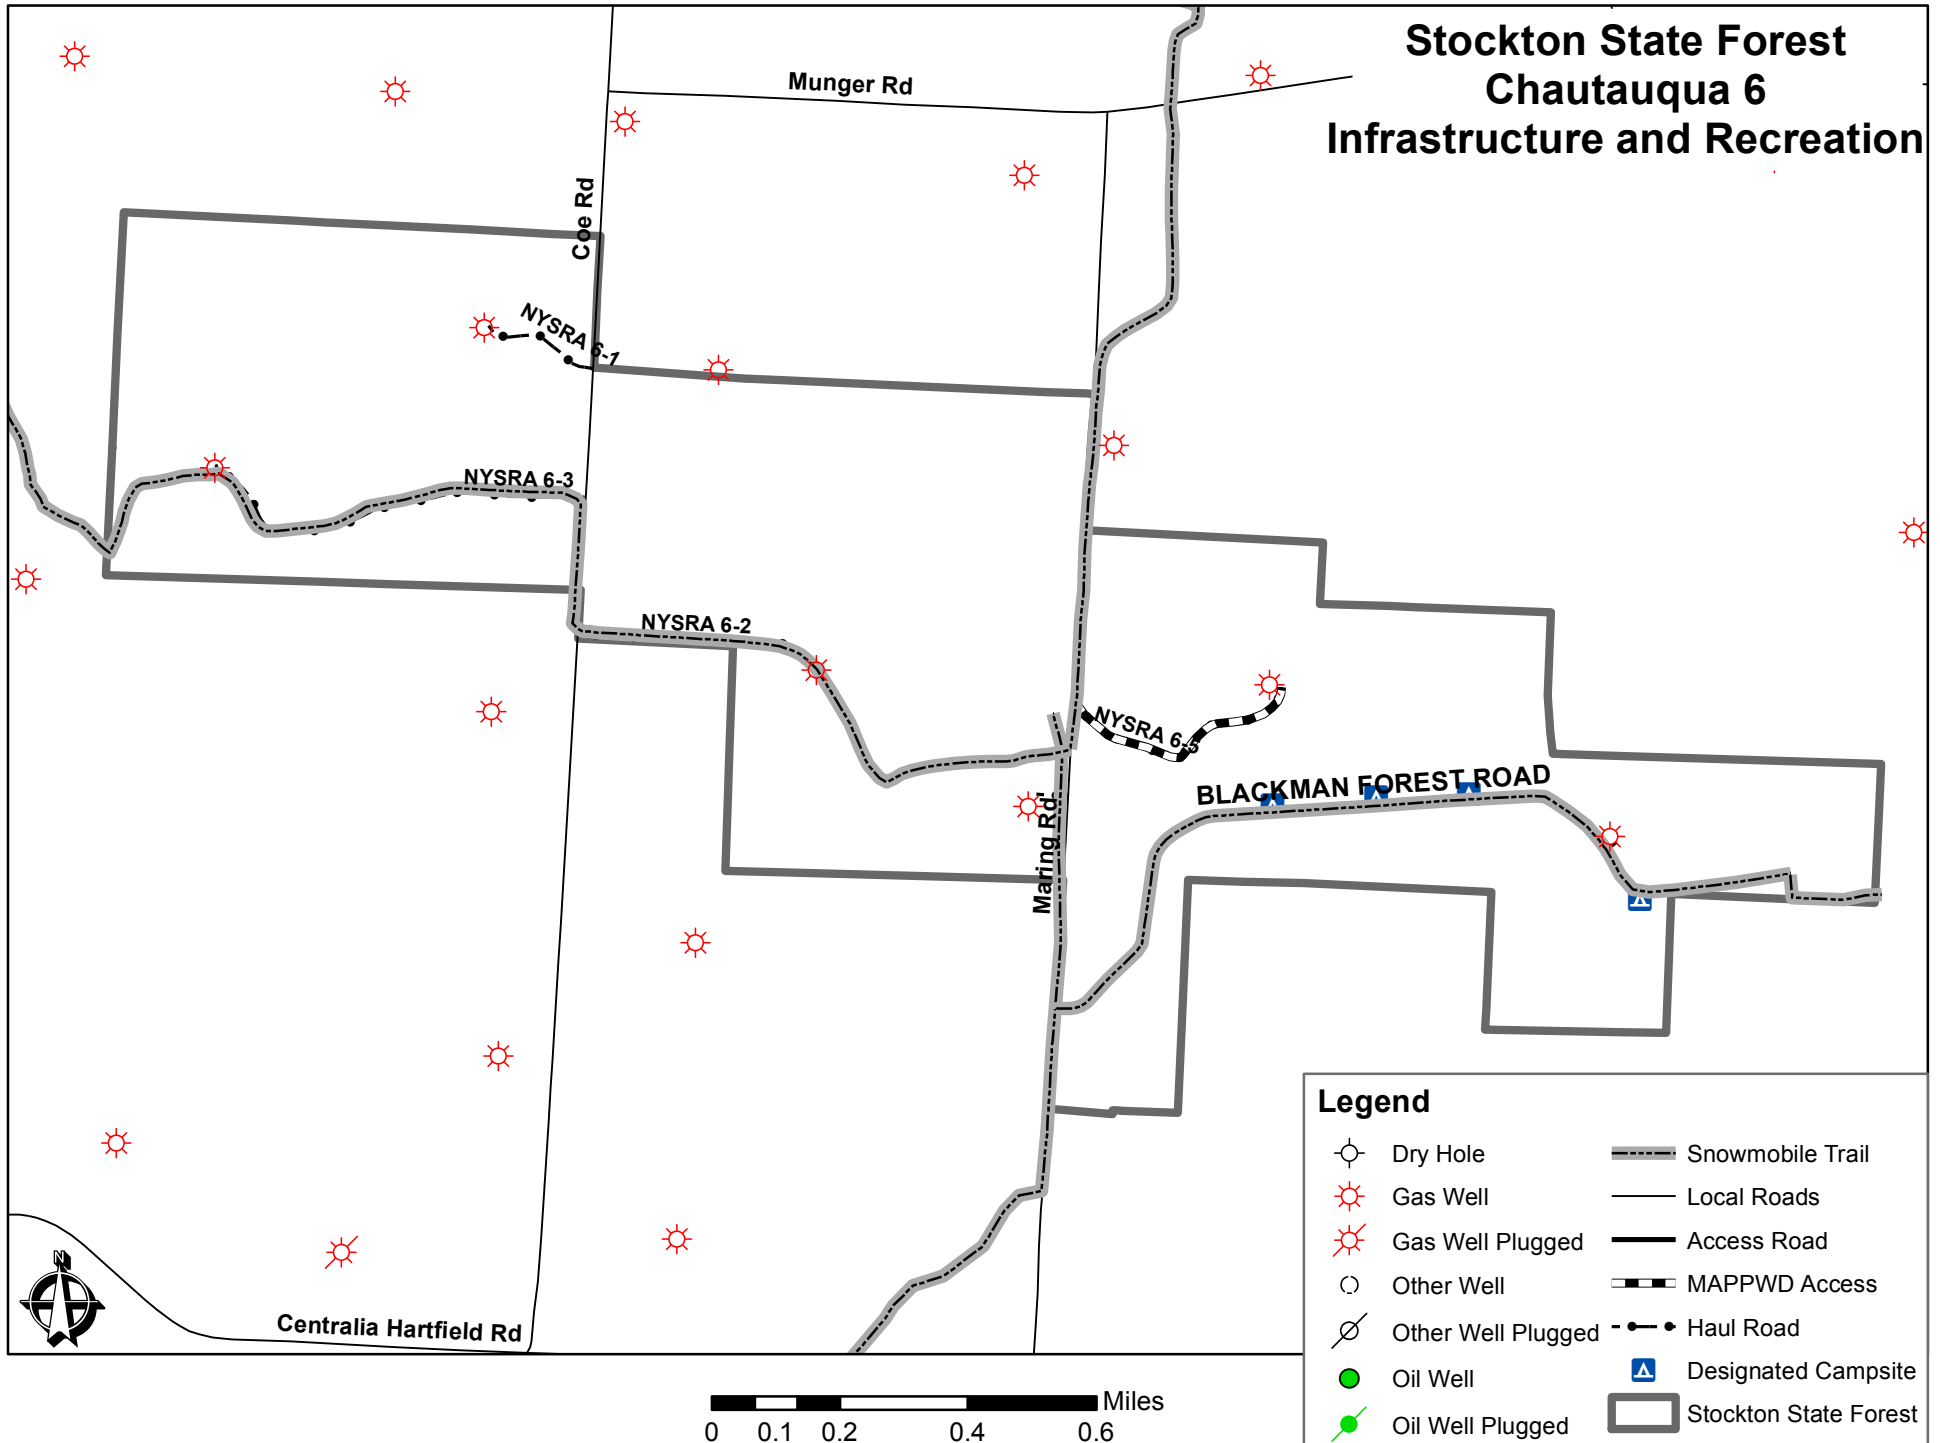 Stockton State Forest
Chautauqua 6
Infrastructure and Recreation
Munger Rd
Coe Rd
NYSRA 6-1
NYSRA 6-3
NYSRA 6-2
NYSRA 6-5
BLACKMAN FOREST ROAD
Maring Rd'
Centralia Hartfield Rd
N
Legend
Dry Hole
Gas Well
Gas Well Plugged
Other Well
Other Well Plugged
Oil Well
Oil Well Plugged
Snowmobile Trail
Local Roads
Access Road
MAPPWD Access
Haul Road
Designated Campsite
Stockton State Forest
Miles
0 0.1 0.2 0.4 0.6